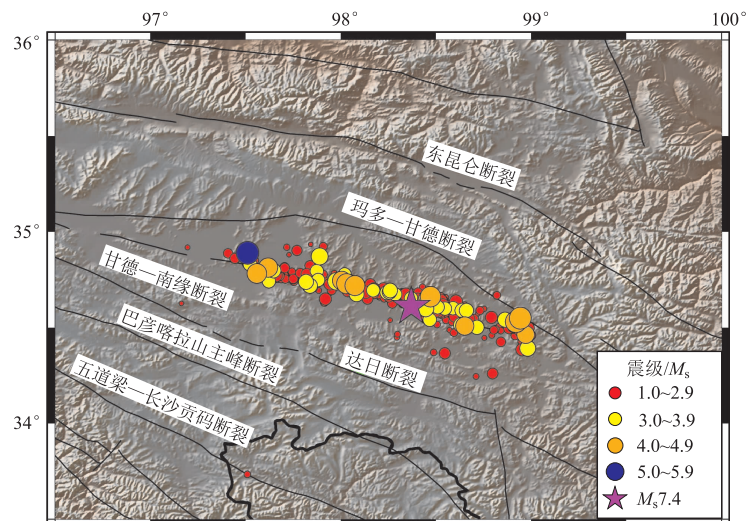 97° 98° 99° 100°
36°
东昆仑断裂
35°
玛多—甘德断裂
甘德—南缘断裂
巴彦喀拉山主峰断裂
达日断裂
五道梁—长沙贡码断裂
34°
震级/Ms
1.0~2.9
3.0~3.9
4.0~4.9
5.0~5.9
Ms7.4